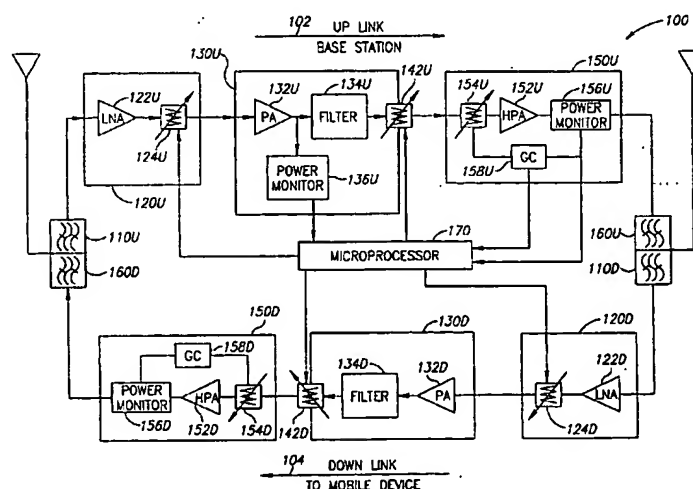 102
UP LINK
BASE STATION
100
130U
132U
134U
142U
150U
154U
152U
156U
122U
LNA
124U
PA
FILTER
HPA
POWER
MONITOR
120U
POWER
MONITOR
136U
GC
158U
110U
160D
170
MICROPROCESSOR
160U
110D
150D
130D
120D
GC
158D
134D
132D
122D
POWER
MONITOR
HPA
FILTER
PA
LNA
156D
152D
154D
142D
124D
104
DOWN LINK
TO MOBILE DEVICE